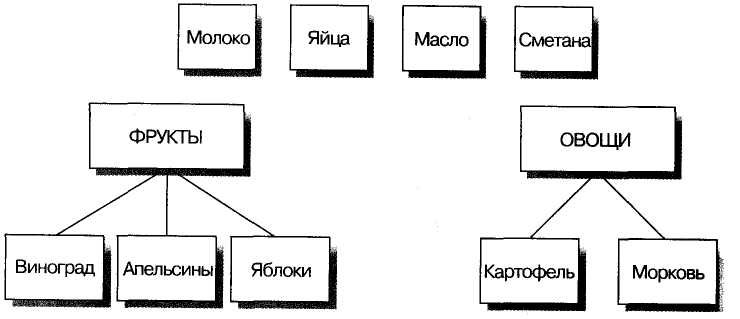 Молоко
Яйца
Масло
Сметана
ФРУКТЫ
ОВОЩИ
Виноград
Апельсины
Яблоки
Картофель
Морковь